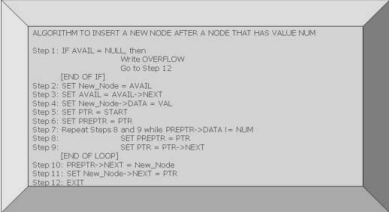 ALGORITHM TO INSERT A NEW NODE AFTER A NODE THAT HAS VALUE NUM
Step 1: IF AVAIL = NULL, then
Write OVERFLOW
Go to Step 12
[END OF IF]
Step 2: SET New_Node = AVAIL
Step 3: SET AVAIL = AVAIL->NEXT
Step 4: SET New_Node->DATA = VAL
Step 5: SET PTR = START
Step 6: SET PREPTR = PTR
Step 7: Repeat Steps 8 and 9 while PREPTR->DATA != NUM
Step 8: SET PREPTR = PTR
Step 9: SET PTR = PTR->NEXT
[END OF LOOP]
Step 10: PREPTR->NEXT = New_Node
Step 11: SET New_Node->NEXT = PTR
Step 12: EXIT